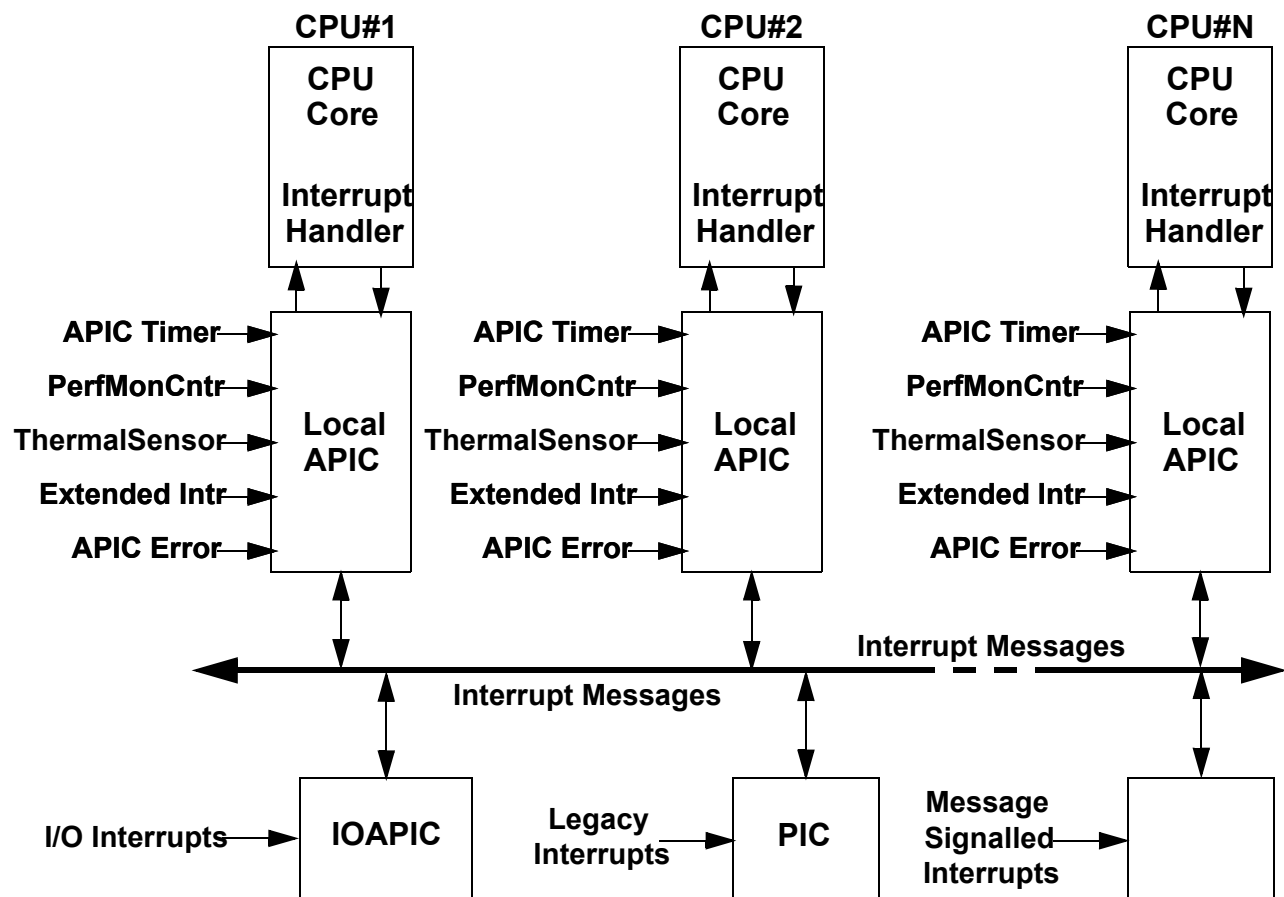 CPU#1
CPU#2
CPU#N
CPU
Core
CPU
Core
CPU
Core
Interrupt
Handler
Interrupt
Handler
Interrupt
Handler
APIC Timer
PerfMonCntr
ThermalSensor
Extended Intr
APIC Error
Local
APIC
APIC Timer
PerfMonCntr
ThermalSensor
Extended Intr
APIC Error
Local
APIC
APIC Timer
PerfMonCntr
ThermalSensor
Extended Intr
APIC Error
Local
APIC
Interrupt Messages
Interrupt Messages
I/O Interrupts
IOAPIC
Legacy
Interrupts
PIC
Message
Signalled
Interrupts